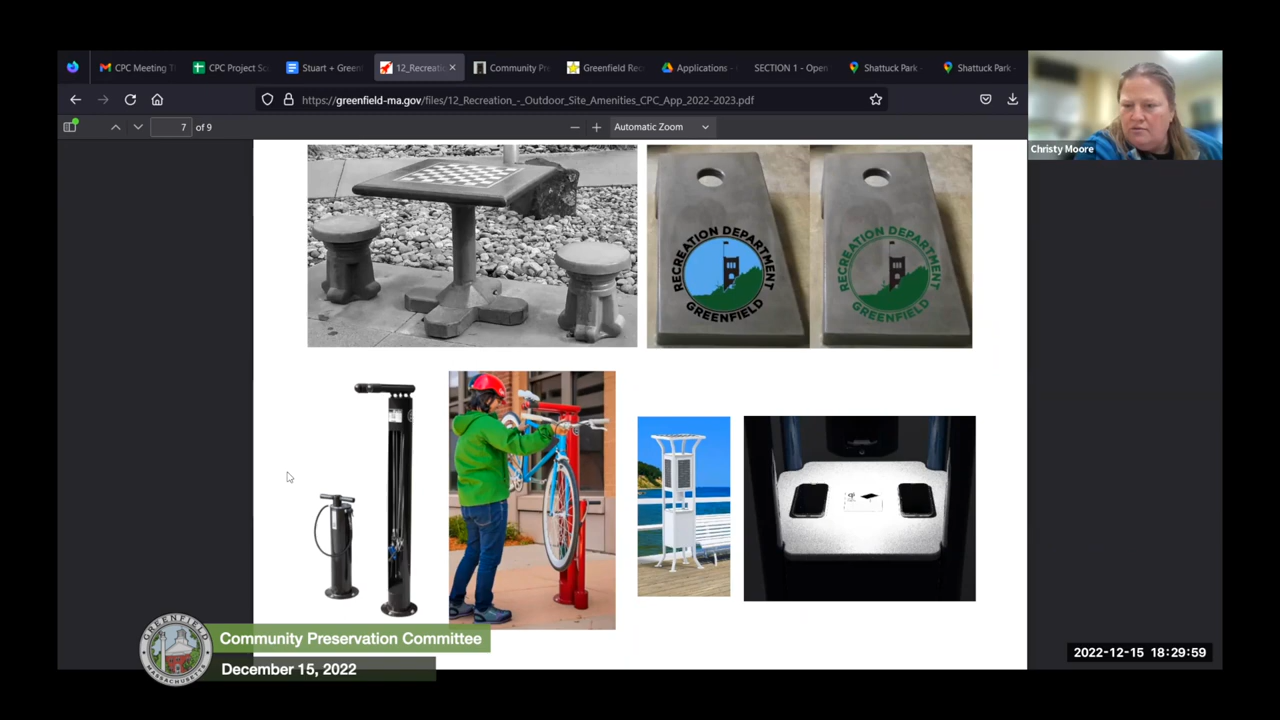 CPC Meeting T
CPC Project Sc
Stuart + Green
12_Recreatio
Community Pre
Greenfield Rec
Applications -
SECTION 1 - Open
Shattuck Park -
Shattuck Park -
https://greenfield-ma.gov/files/12_Recreation_-_Outdoor_Site_Amenities_CPC_App_2022-2023.pdf
7 of 9
Automatic Zoom
Christy Moore
RECREATION DEPARTMENT
GREENFIELD
RECREATION DEPARTMENT
GREENFIELD
GREENFIELD
MASSACHUSETTS
Community Preservation Committee
December 15, 2022
2022-12-15 18:29:59